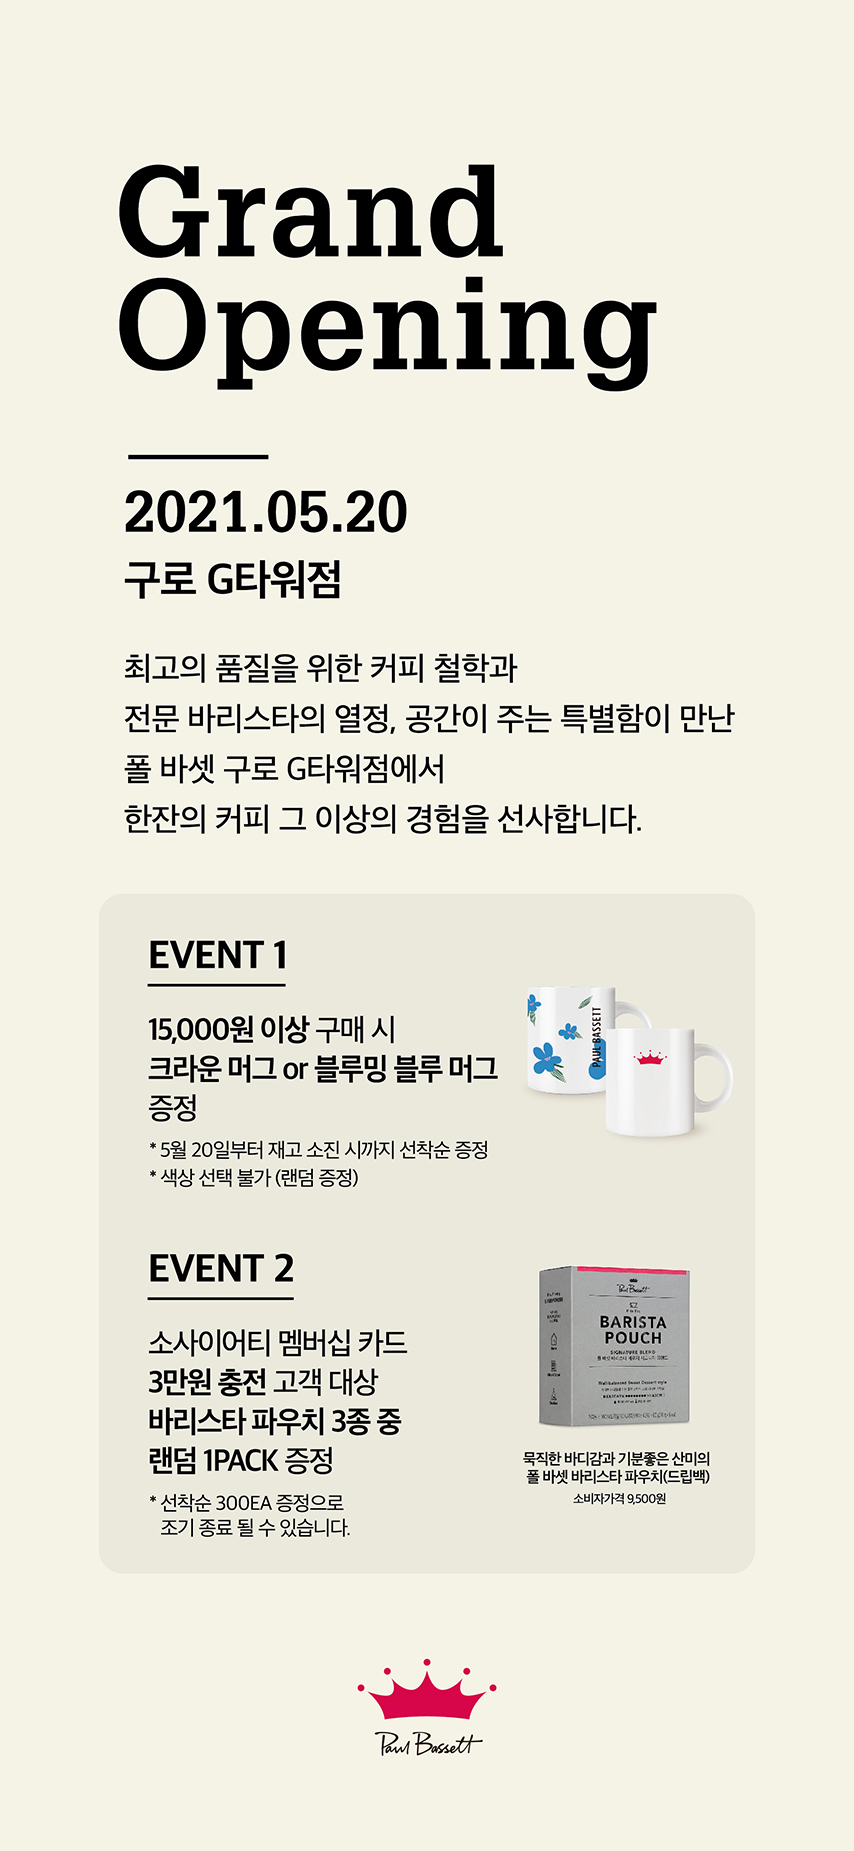 Grand
Opening
2021.05.20
구로 G타워점
최고의 품질을 위한 커피 철학과
전문 바리스타의 열정, 공간이 주는 특별함이 만난
폴 바셋 구로 G타워점에서
한잔의 커피 그 이상의 경험을 선사합니다.
EVENT 1
15,000원 이상 구매 시
크라운 머그 or 블루밍 블루 머그
증정
* 5월 20일부터 재고 소진 시까지 선착순 증정
* 색상 선택 불가 (랜덤 증정)
PAUL BASSETT
EVENT 2
소사이어티 멤버십 카드
3만원 충전 고객 대상
바리스타 파우치 3종 중
랜덤 1PACK 증정
* 선착순 300EA 증정으로
조기 종료 될 수 있습니다.
Paul Bassett
BARISTA
POUCH
SIGNATURE BLEND
묵직한 바디감과 기분좋은 산미의
폴 바셋 바리스타 파우치(드립백)
소비자가격 9,500원
Paul Bassett